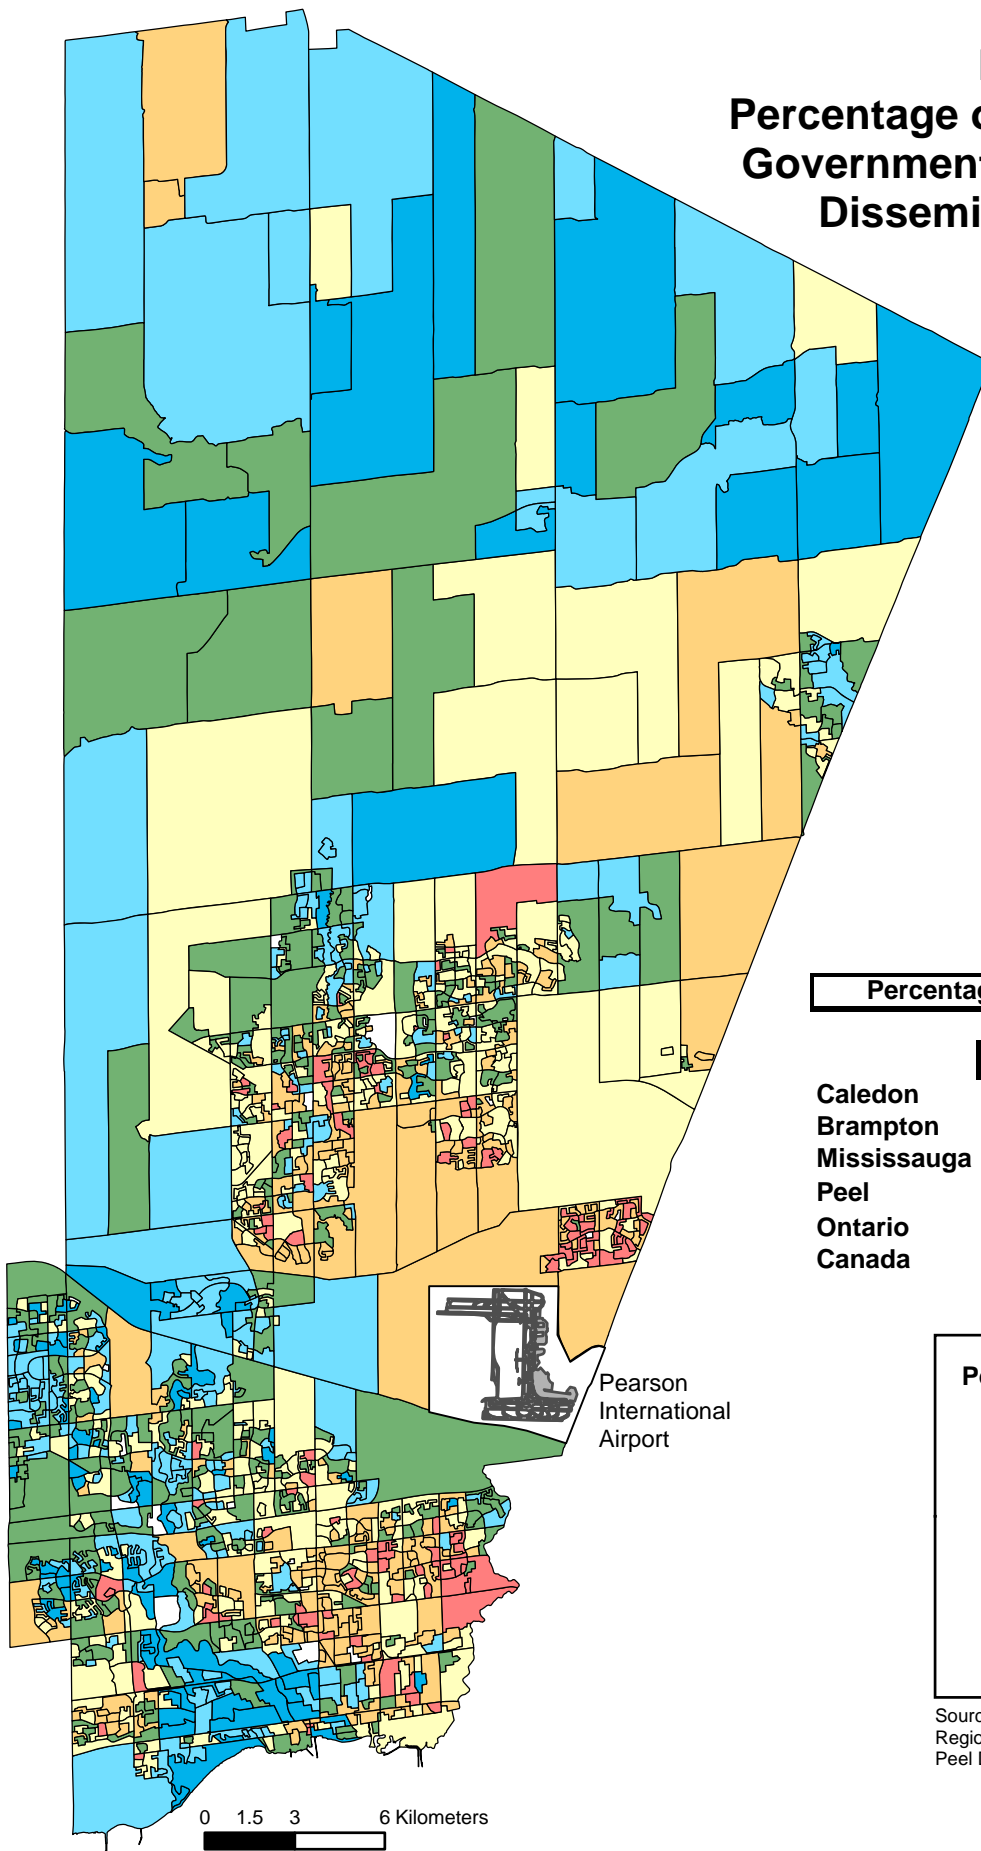 Percentage
Government
Dissemi
Percentag
Caledon
Brampton
Mississauga
Peel
Ontario
Canada
Pearson
International
Airport
Sourc
Regio
Peel
0 1.5 3 6 Kilometers